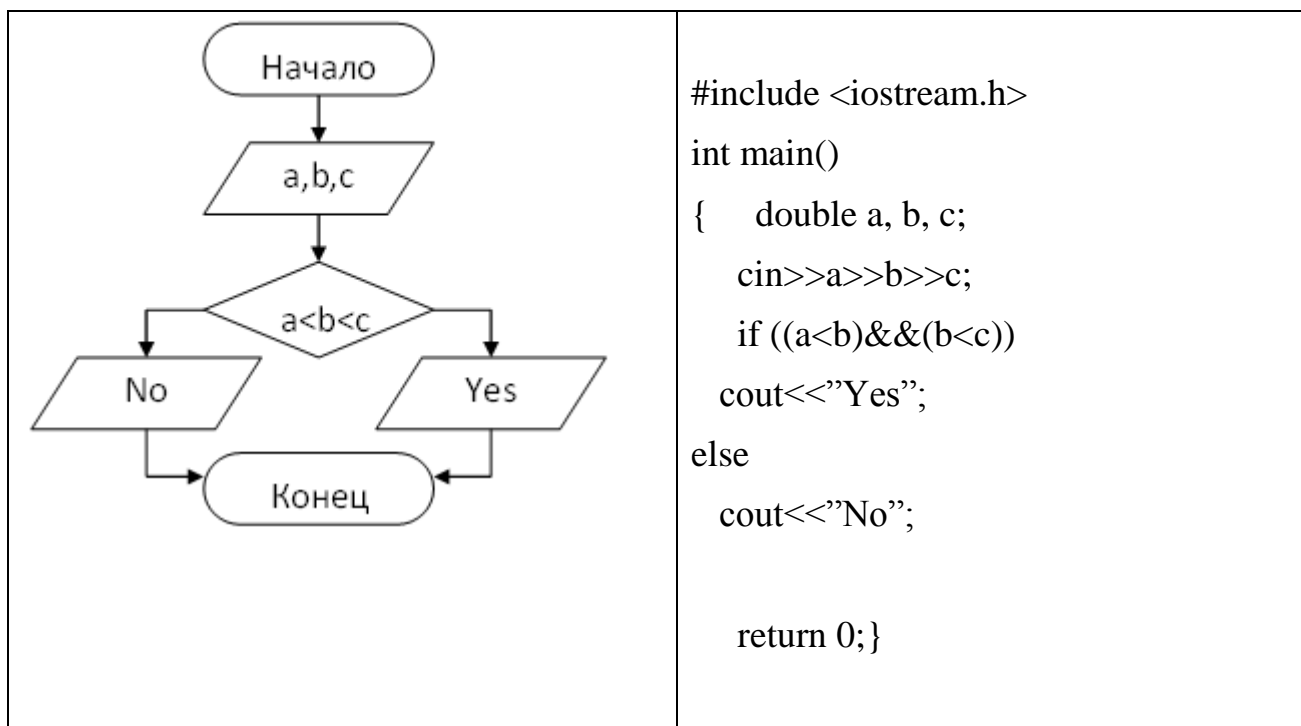 Начало
a,b,c
a<b<c
No
Yes
Конец
#include <iostream.h>
int main()
{ double a, b, c;
cin>>a>>b>>c;
if ((a<b)&&(b<c))
cout<<”Yes”;
else
cout<<”No”;
return 0;}